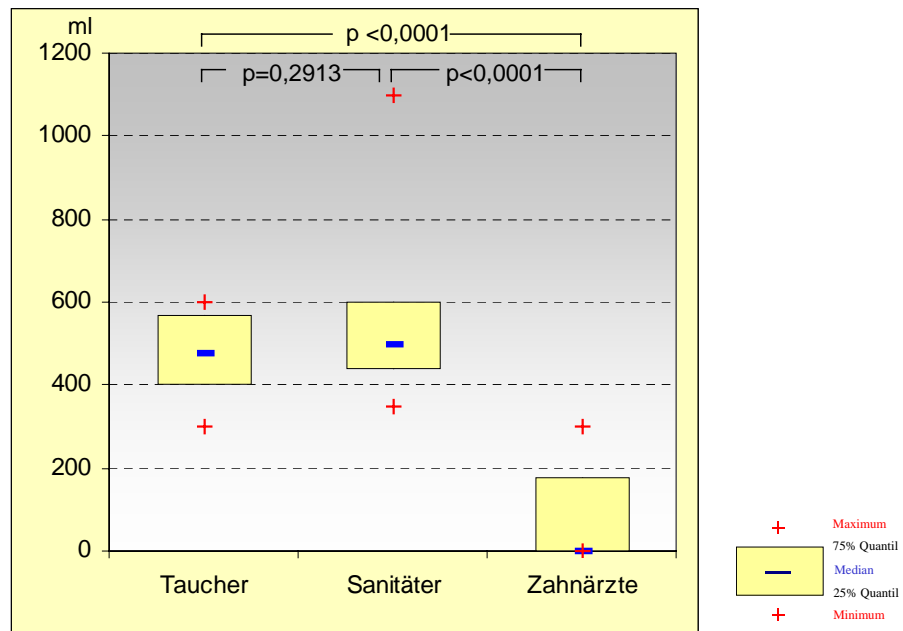 ml
p <0,0001
1200
p=0,2913 p<0,0001
1000
800
600
400
200
0
Taucher Sanitäter Zahnärzte
Maximum
75% Quantil
Median
25% Quantil
Minimum